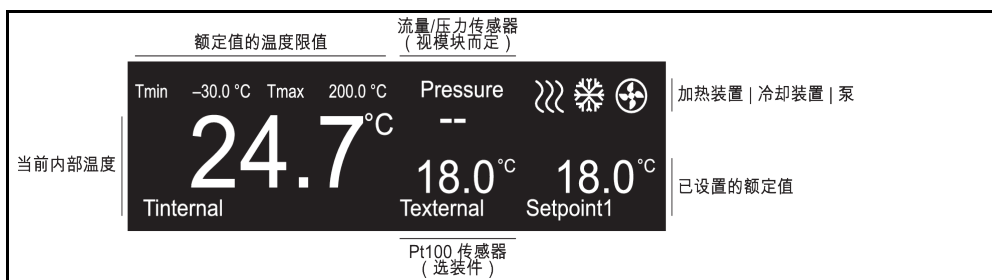 额定值的温度限值
流量/压力传感器
（视模块而定）
Tmin –30.0 °C Tmax 200.0 °C Pressure
--
加热装置 | 冷却装置 | 泵
当前内部温度
24.7 °C
18.0 °C 18.0 °C
已设置的额定值
Tinternal Texternal Setpoint1
Pt100 传感器
（选装件）